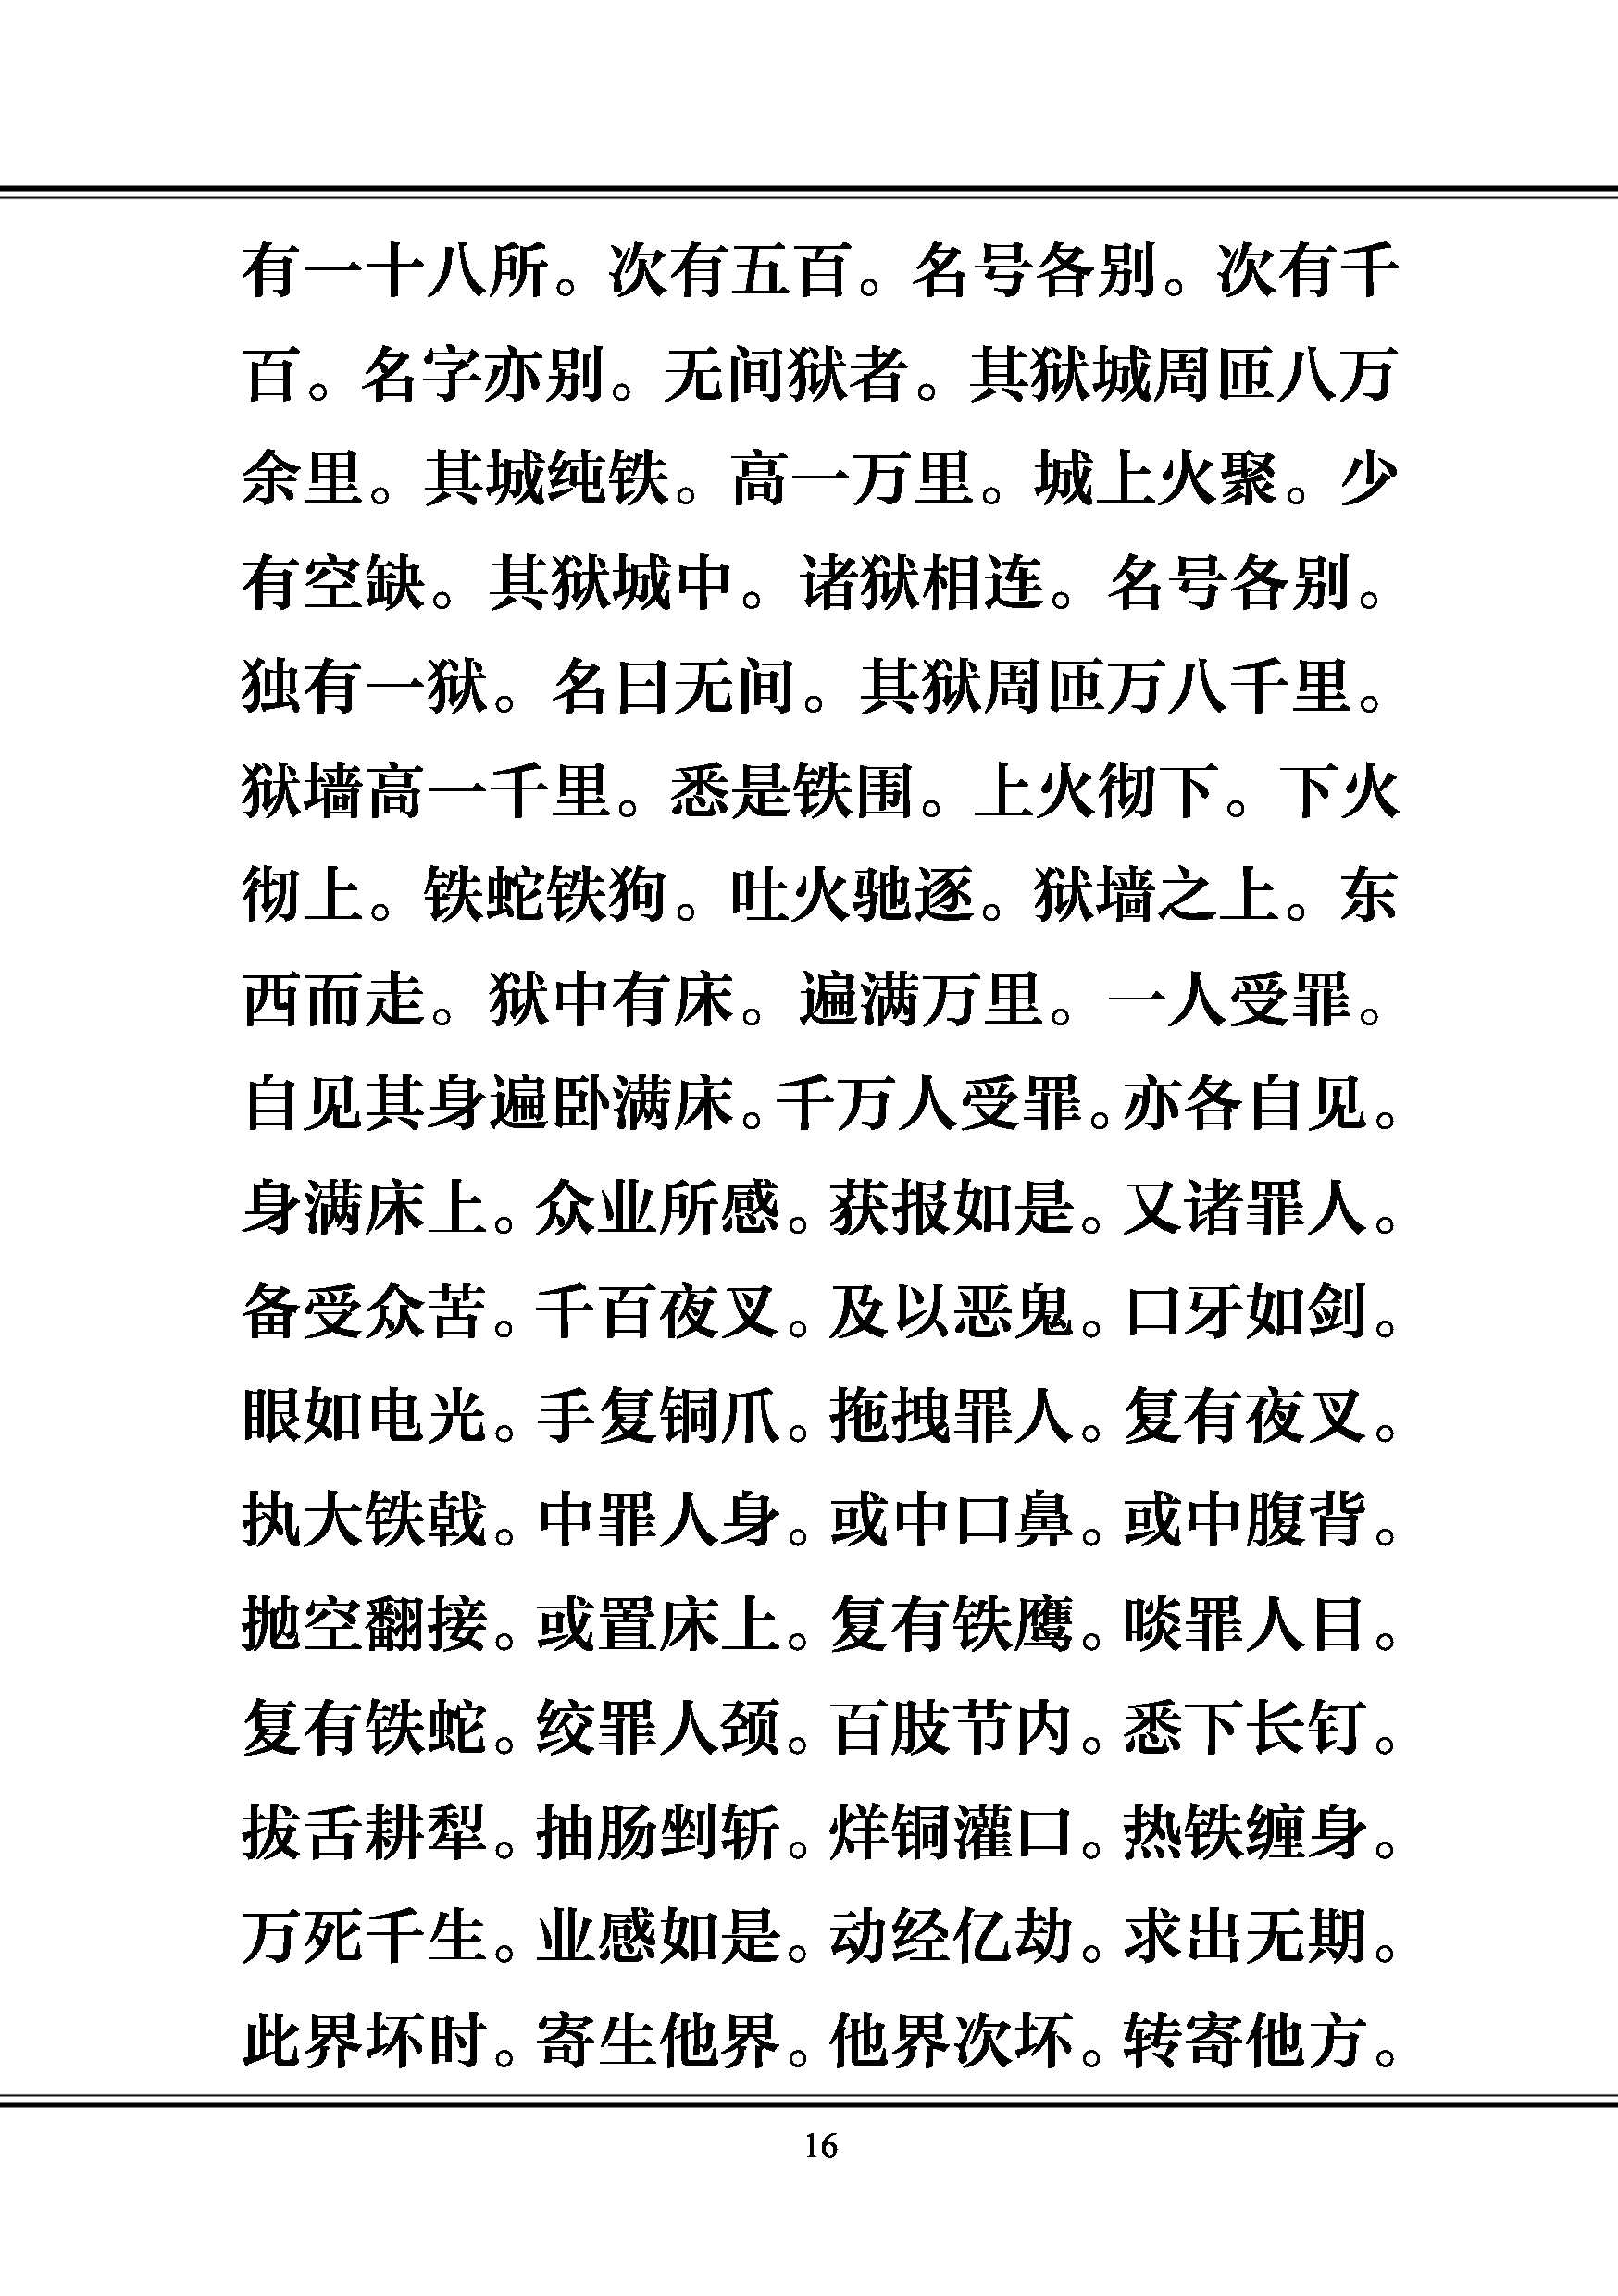 有一十八所。次有五百。名号各别。次有千
百。名字亦别。无间狱者。其狱城周匝八万
余里。其城纯铁。高一万里。城上火聚。少
有空缺。其狱城中。诸狱相连。名号各别。
独有一狱。名曰无间。其狱周匝万八千里。
狱墙高一千里。悉是铁围。上火彻下。下火
彻上。铁蛇铁狗。吐火驰逐。狱墙之上。东
西而走。狱中有床。遍满万里。一人受罪。
自见其身遍卧满床。千万人受罪。亦各自见。
身满床上。众业所感。获报如是。又诸罪人。
备受众苦。千百夜叉。及以恶鬼。口牙如剑。
眼如电光。手复铜爪。拖拽罪人。复有夜叉。
执大铁戟。中罪人身。或中口鼻。或中腹背。
抛空翻接。或置床上。复有铁鹰。啖罪人目。
复有铁蛇。绞罪人颈。百肢节内。悉下长钉。
拔舌耕犁。抽肠剉斩。烊铜灌口。热铁缠身。
万死千生。业感如是。动经亿劫。求出无期。
此界坏时。寄生他界。他界次坏。转寄他方。
16